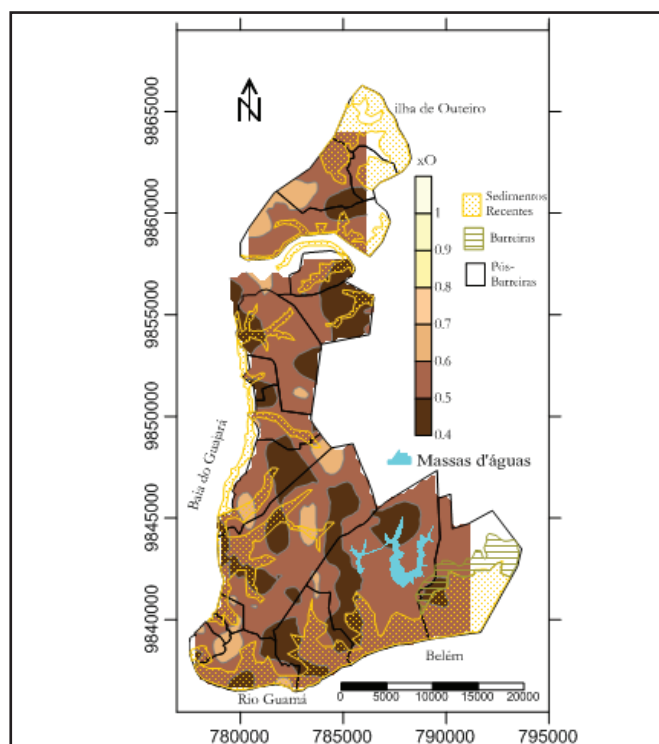 N
ilha de Outeiro
9865000
9860000
9855000
9850000
9845000
9840000
xO
1
0.9
0.8
0.7
0.6
0.5
0.4
Sedimentos
Recentes
Barreiras
Pós-
Barreiras
Massas d'águas
Baia do Guajará
Belém
Rio Guamá
0 5000 10000 15000 20000
780000 785000 790000 795000